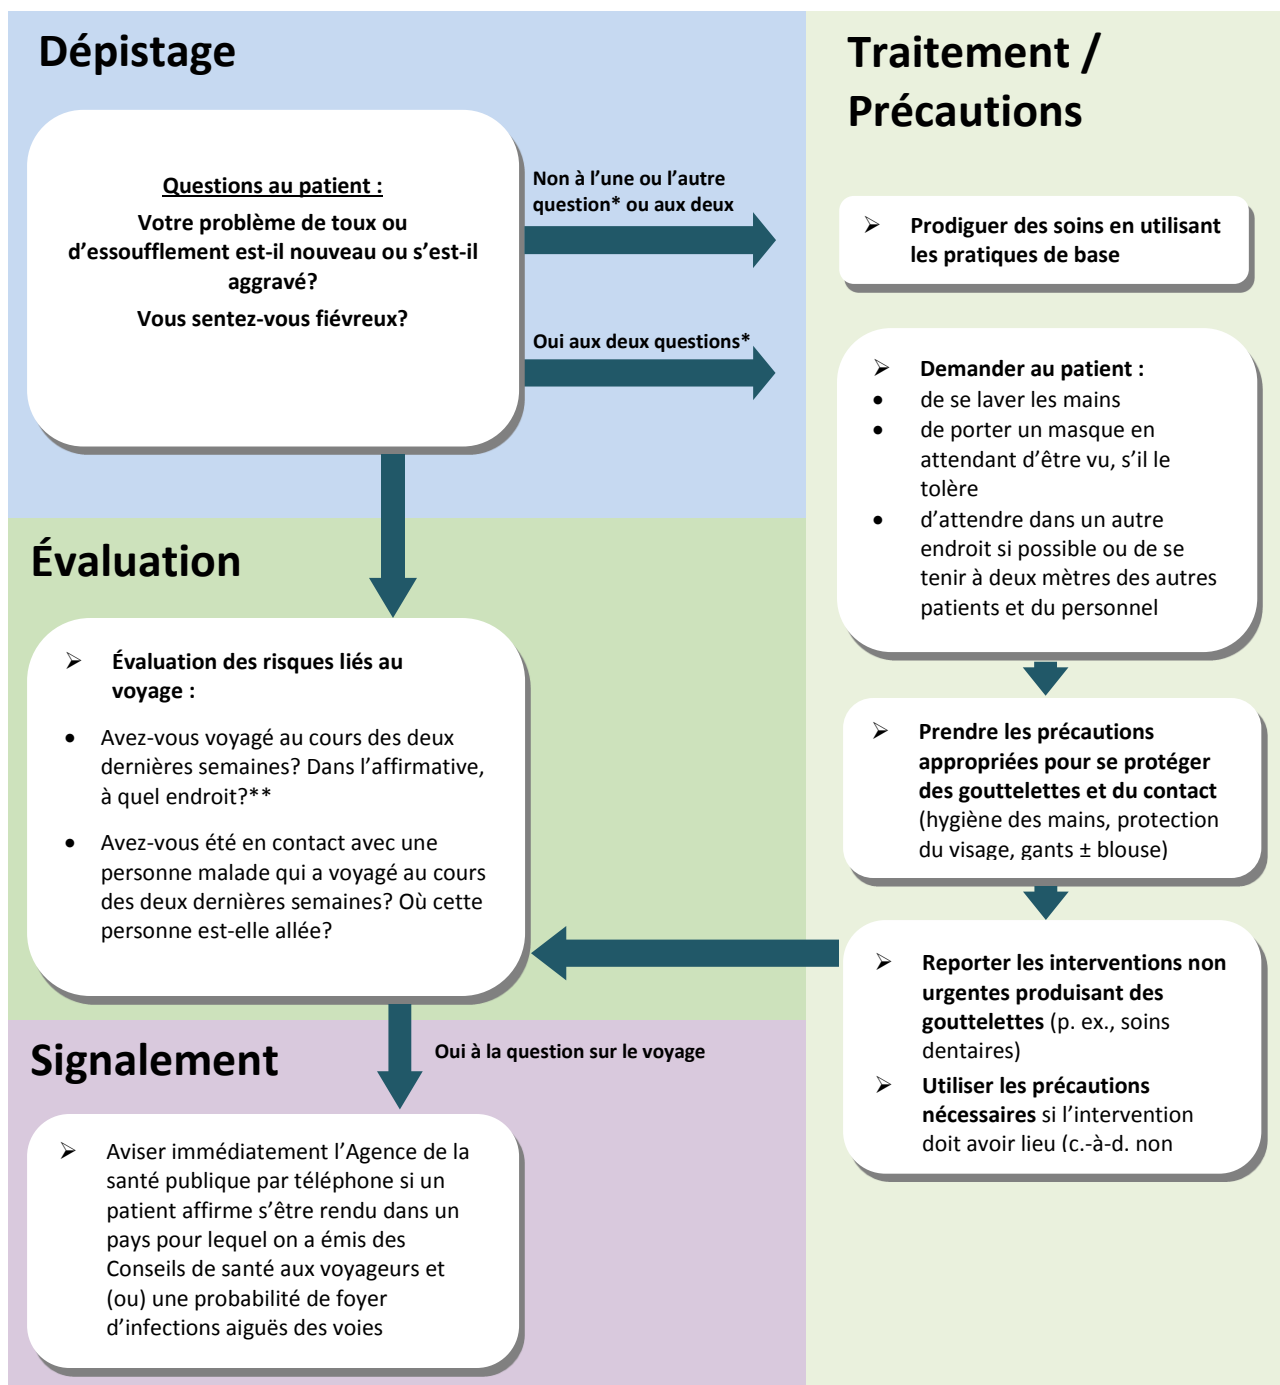 Dépistage
Questions au patient :
Votre problème de toux ou
d’essoufflement est-il nouveau ou s’est-il
aggravé?
Vous sentez-vous fiévreux?
Non à l’une ou l’autre
question* ou aux deux
Oui aux deux questions*
Traitement /
Précautions
➢ Prodiguer des soins en utilisant
les pratiques de base
➢ Demander au patient :
• de se laver les mains
• de porter un masque en
attendant d’être vu, s’il le
tolère
• d’attendre dans un autre
endroit si possible ou de se
tenir à deux mètres des autres
patients et du personnel
➢ Prendre les précautions
appropriées pour se protéger
des gouttelettes et du contact
(hygiène des mains, protection
du visage, gants ± blouse)
➢ Reporter les interventions non
urgentes produisant des
gouttelettes (p. ex., soins
dentaires)
➢ Utiliser les précautions
nécessaires si l’intervention
doit avoir lieu (c.-à-d. non
Évaluation
➢ Évaluation des risques liés au
voyage :
• Avez-vous voyagé au cours des deux
dernières semaines? Dans l’affirmative,
à quel endroit?**
• Avez-vous été en contact avec une
personne malade qui a voyagé au cours
des deux dernières semaines? Où cette
personne est-elle allée?
Signalement
Oui à la question sur le voyage
➢ Aviser immédiatement l’Agence de la
santé publique par téléphone si un
patient affirme s’être rendu dans un
pays pour lequel on a émis des
Conseils de santé aux voyageurs et
(ou) une probabilité de foyer
d’infections aiguës des voies